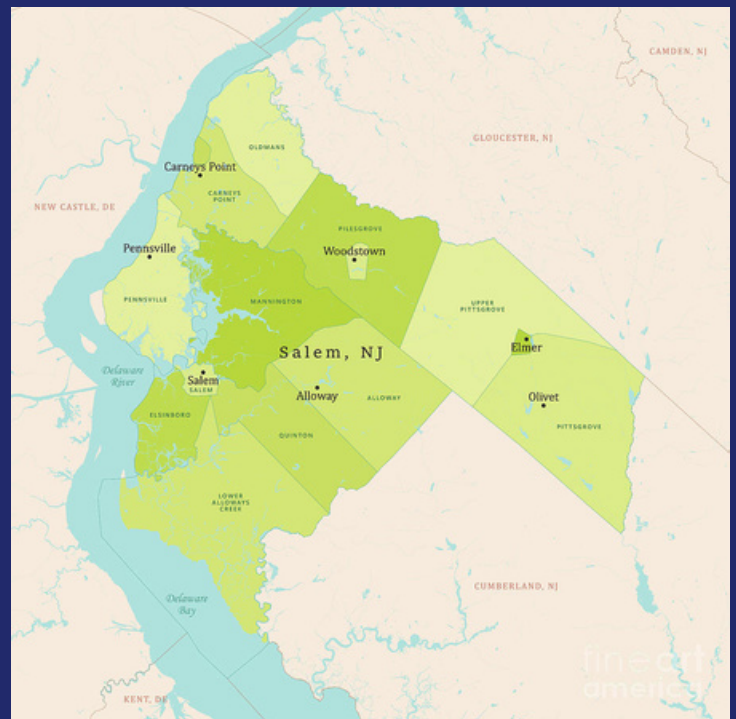 CAMDEN, NJ
GLOUCESTER, NJ
OLDMANS
Carneys Point
CARNEYS
POINT
NEW CASTLE, DE
PILESGROVE
Pennsville
Woodstown
PENNSVILLE
MANNINGTON
UPPER
PITTSGROVE
Elmer
Salem, NJ
Delaware
River
Salem
SALEM
Alloway
ALLOWAY
Olivet
ELSINBORO
PITTSGROVE
QUINTON
LOWER
ALLOWAYS
CREEK
CUMBERLAND, NJ
Delaware
Bay
KENT, DE
fine art
america